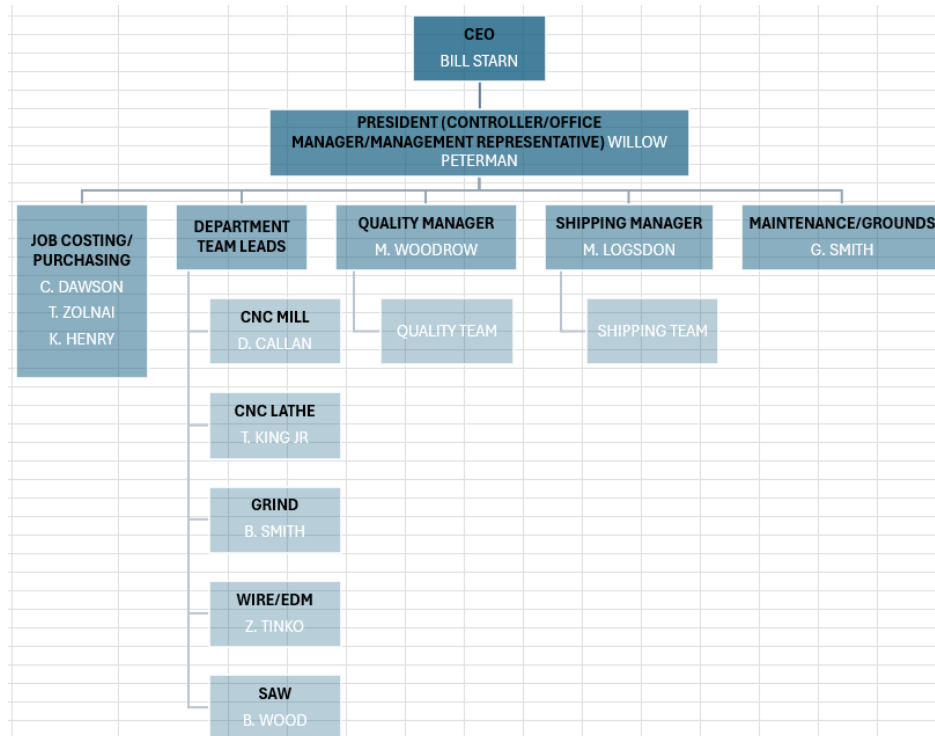 CEO
BILL STARN
PRESIDENT (CONTROLLER/OFFICE
MANAGER/MANAGEMENT REPRESENTATIVE) WILLOW
PETERMAN
JOB COSTING/
PURCHASING
C. DAWSON
T. ZOLNAI
K. HENRY
DEPARTMENT
TEAM LEADS
QUALITY MANAGER
M. WOODROW
SHIPPING MANAGER
M. LOGSDON
MAINTENANCE/GROUNDS
G. SMITH
CNC MILL
D. CALLAN
QUALITY TEAM
SHIPPING TEAM
CNC LATHE
T. KING JR
GRIND
B. SMITH
WIRE/EDM
Z. TINKO
SAW
B. WOOD